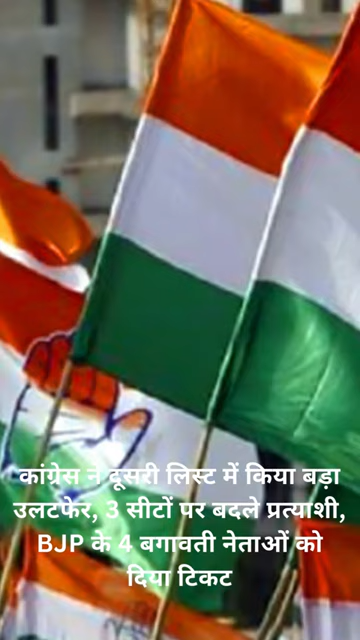 कांग्रेस ने दूसरी लिस्ट में किया बड़ा
उलटफेर, 3 सीटों पर बदले प्रत्याशी,
BJP के 4 बगावती नेताओं को
दिया टिकट